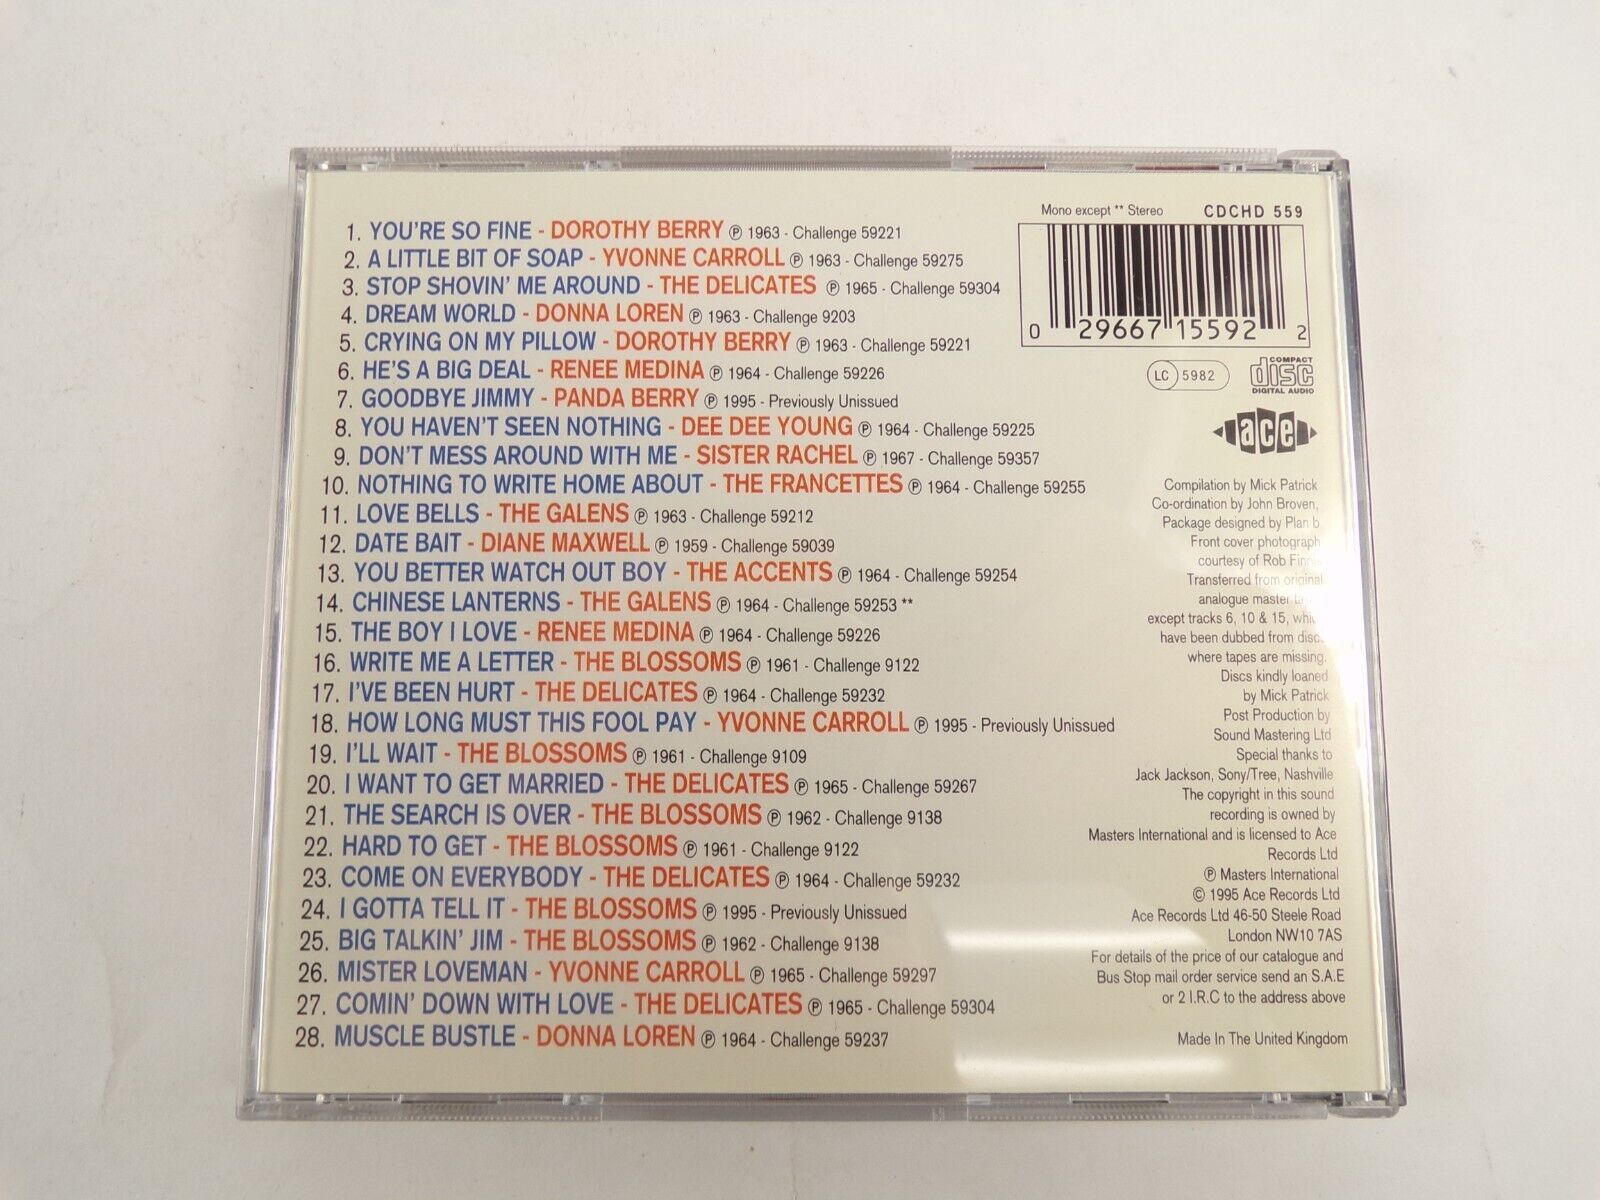 1. YOU'RE SO FINE - DOROTHY BERRY ℗ 1963 - Challenge 59221
2. A LITTLE BIT OF SOAP - YVONNE CARROLL ℗ 1963 - Challenge 59275
3. STOP SHOVIN' ME AROUND - THE DELICATES ℗ 1965 - Challenge 59304
4. DREAM WORLD - DONNA LOREN ℗ 1963 - Challenge 9203
5. CRYING ON MY PILLOW - DOROTHY BERRY ℗ 1963 - Challenge 59221
6. HE'S A BIG DEAL - RENEE MEDINA ℗ 1964 - Challenge 59226
7. GOODBYE JIMMY - PANDA BERRY ℗ 1995 - Previously Unissued
8. YOU HAVEN'T SEEN NOTHING - DEE DEE YOUNG ℗ 1964 - Challenge 59225
9. DON'T MESS AROUND WITH ME - SISTER RACHEL ℗ 1967 - Challenge 59357
10. NOTHING TO WRITE HOME ABOUT - THE FRANCETTES ℗ 1964 - Challenge 59255
11. LOVE BELLS - THE GALENS ℗ 1963 - Challenge 59212
12. DATE BAIT - DIANE MAXWELL ℗ 1959 - Challenge 59039
13. YOU BETTER WATCH OUT BOY - THE ACCENTS ℗ 1964 - Challenge 59254
14. CHINESE LANTERNS - THE GALENS ℗ 1964 - Challenge 59253 **
15. THE BOY I LOVE - RENEE MEDINA ℗ 1964 - Challenge 59226
16. WRITE ME A LETTER - THE BLOSSOMS ℗ 1961 - Challenge 9122
17. I'VE BEEN HURT - THE DELICATES ℗ 1964 - Challenge 59232
18. HOW LONG MUST THIS FOOL PAY - YVONNE CARROLL ℗ 1995 - Previously Unissued
19. I'LL WAIT - THE BLOSSOMS ℗ 1961 - Challenge 9109
20. I WANT TO GET MARRIED - THE DELICATES ℗ 1965 - Challenge 59267
21. THE SEARCH IS OVER - THE BLOSSOMS ℗ 1962 - Challenge 9138
22. HARD TO GET - THE BLOSSOMS ℗ 1961 - Challenge 9122
23. COME ON EVERYBODY - THE DELICATES ℗ 1964 - Challenge 59232
24. I GOTTA TELL IT - THE BLOSSOMS ℗ 1995 - Previously Unissued
25. BIG TALKIN' JIM - THE BLOSSOMS ℗ 1962 - Challenge 9138
26. MISTER LOVEMAN - YVONNE CARROLL ℗ 1965 - Challenge 59297
27. COMIN' DOWN WITH LOVE - THE DELICATES ℗ 1965 - Challenge 59304
28. MUSCLE BUSTLE - DONNA LOREN ℗ 1964 - Challenge 59237
Mono except ** Stereo CDCHD 559
0 29667 15592 2
LC 5982
COMPACT
disc
DIGITAL AUDIO
ace
Compilation by Mick Patrick
Co-ordination by John Broven,
Package designed by Plan b
Front cover photograph
courtesy of Rob
Transferred from original
analogue master
except tracks 6, 10 & 15,
have been dubbed from
where tapes are missing.
Discs kindly loaned
by Mick Patrick
Post Production by
Sound Mastering Ltd
Special thanks to
Jack Jackson, Sony/Tree, Nashville
The copyright in this sound
recording is owned by
Masters International and is licensed to Ace
Records Ltd
℗ Masters International
© 1995 Ace Records Ltd
Ace Records Ltd 46-50 Steele Road
London NW10 7AS
For details of the price of our catalogue and
Bus Stop mail order service send an S.A.E
or 2 I.R.C to the address above
Made In The United Kingdom